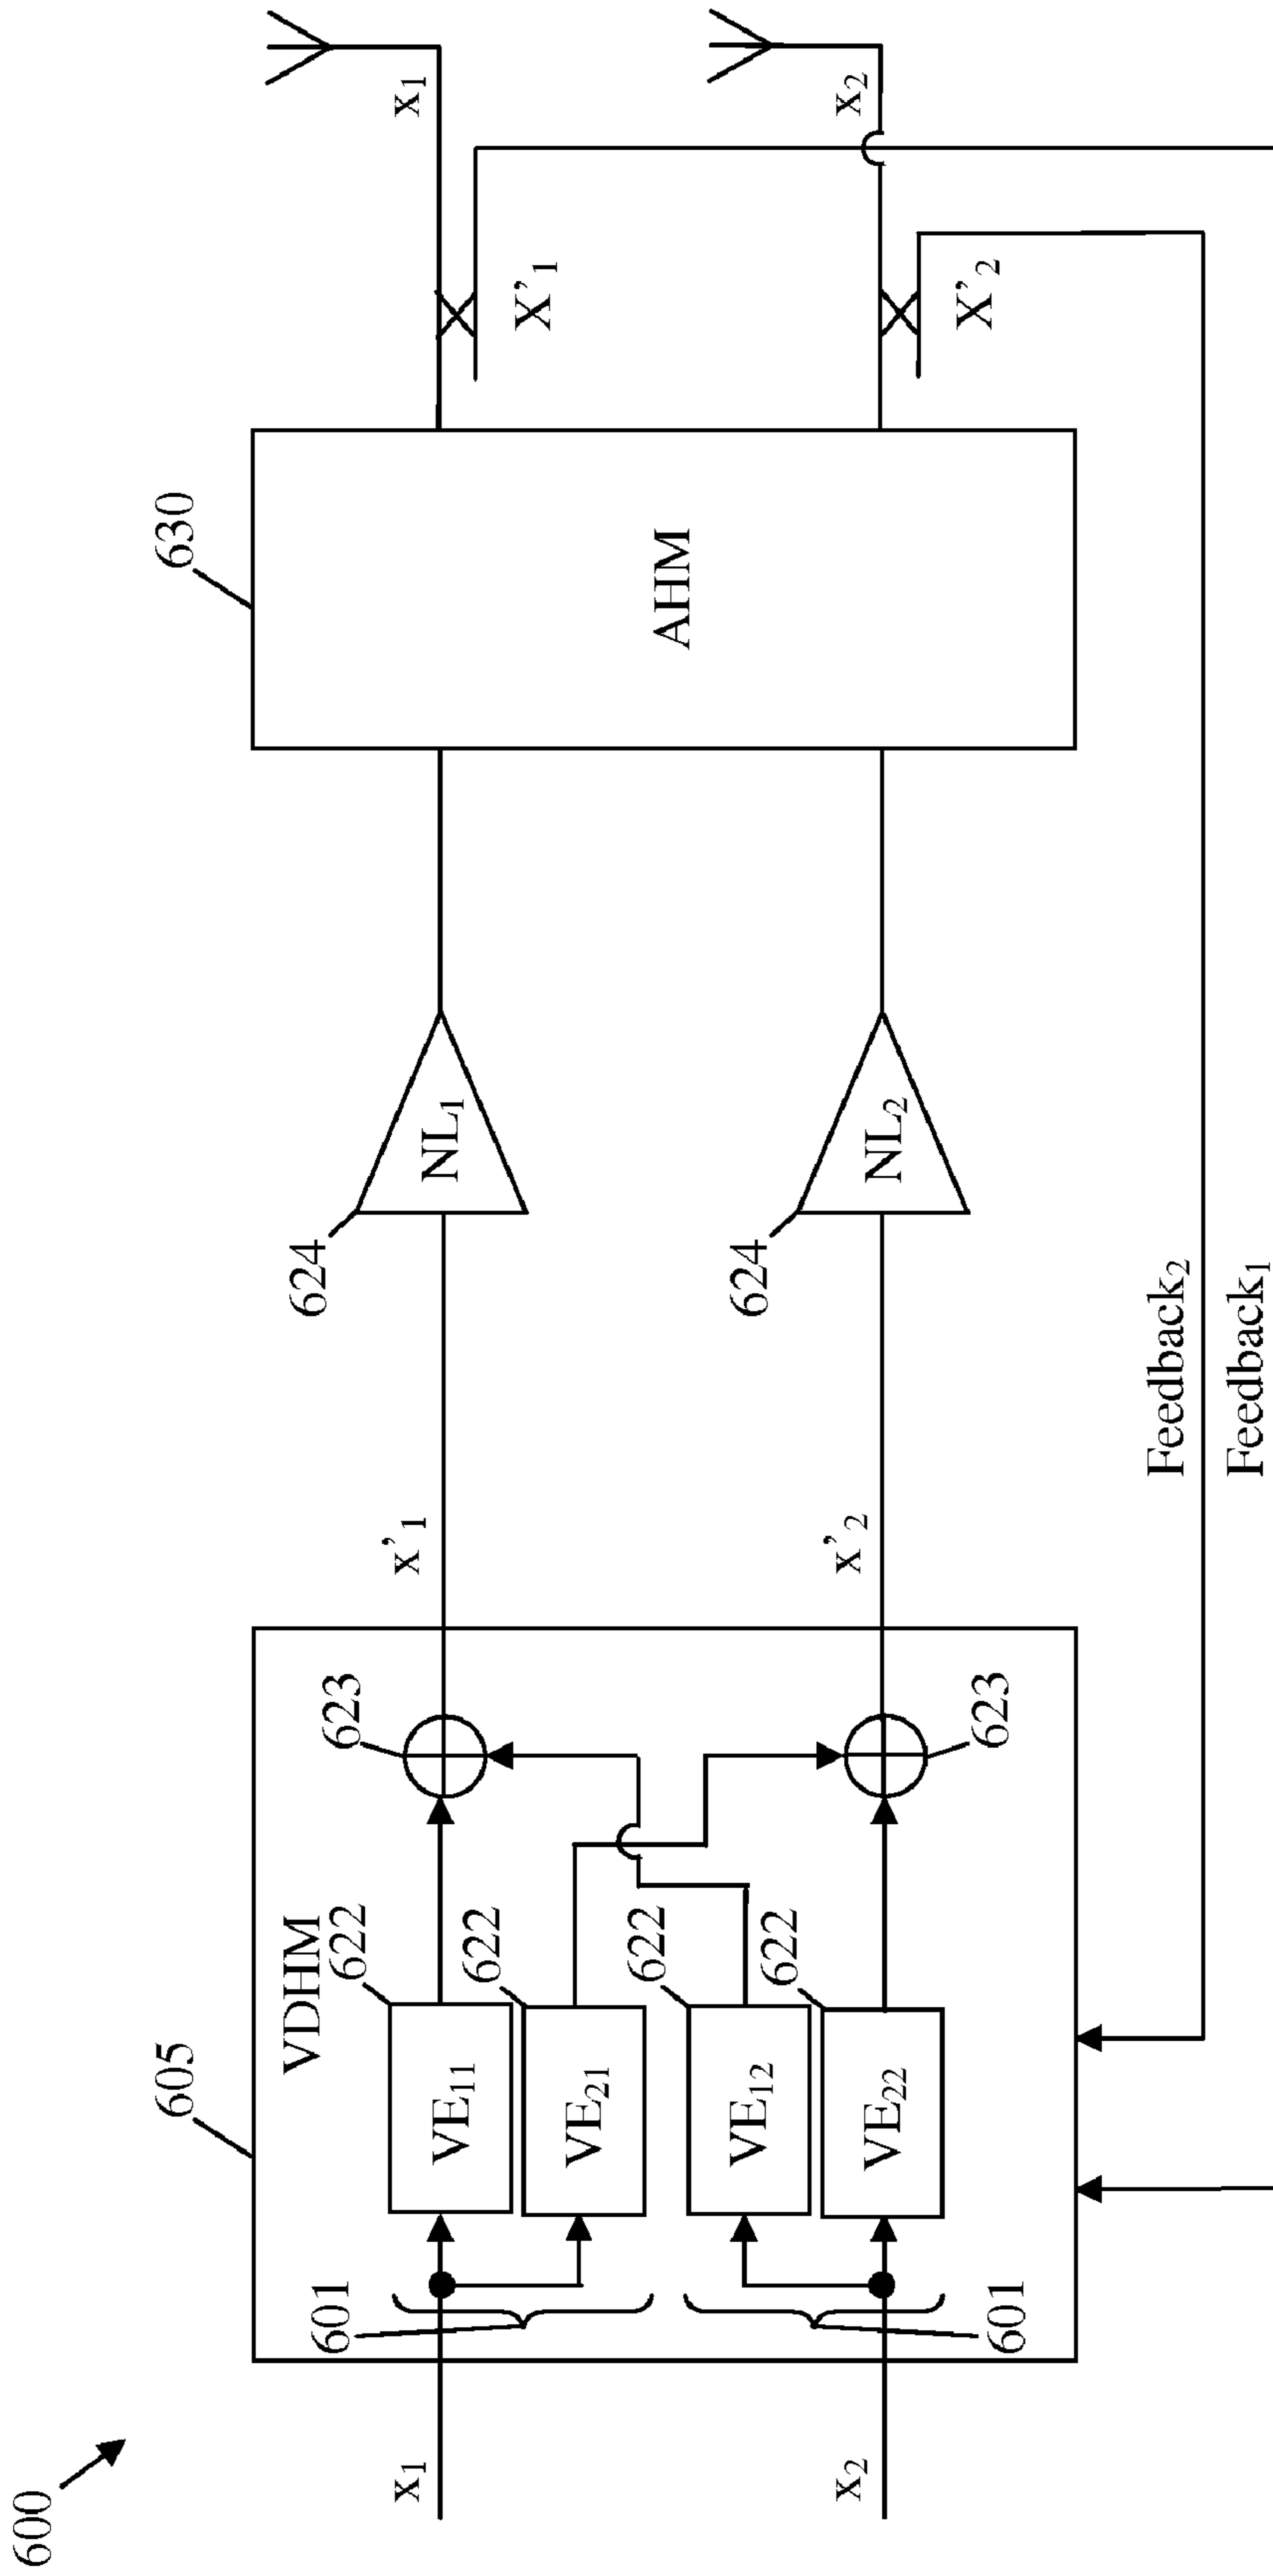 600
605
630
VDHM
x₁
601
VE₁₁
622
623
x'₁
624
NL₁
AHM
X'₁
x₁
VE₂₁
622
VE₁₂
622
x₂
601
VE₂₂
622
623
x'₂
624
NL₂
X'₂
x₂
Feedback₂
Feedback₁